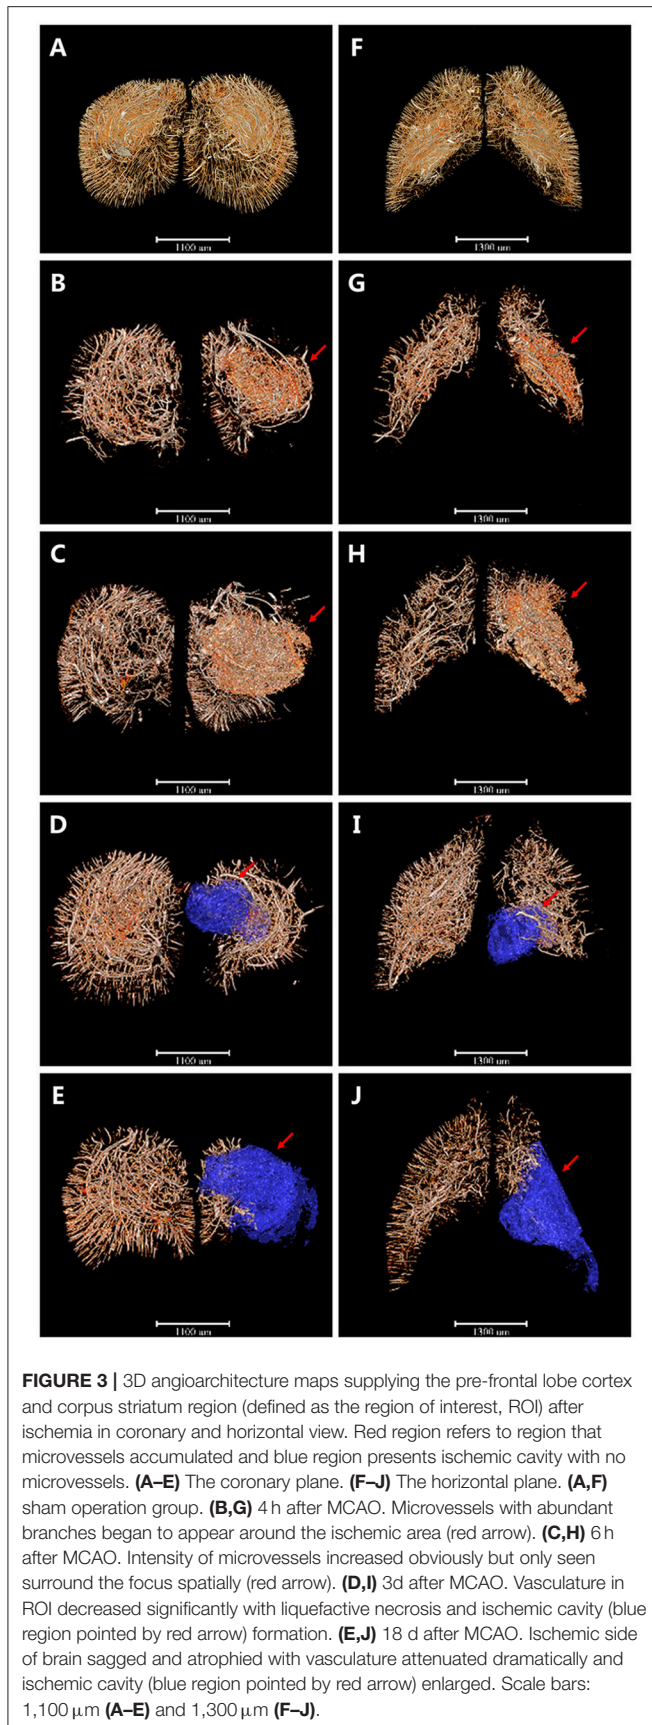 A
F
1100 um
1300 um
B
G
1100 um
1300 um
C
H
1100 um
1300 um
D
I
1100 um
1300 um
E
J
1100 um
1300 um
FIGURE 3 | 3D angioarchitecture maps supplying the pre-frontal lobe cortex
and corpus striatum region (defined as the region of interest, ROI) after
ischemia in coronary and horizontal view. Red region refers to region that
microvessels accumulated and blue region presents ischemic cavity with no
microvessels. (A–E) The coronary plane. (F–J) The horizontal plane. (A,F)
sham operation group. (B,G) 4 h after MCAO. Microvessels with abundant
branches began to appear around the ischemic area (red arrow). (C,H) 6 h
after MCAO. Intensity of microvessels increased obviously but only seen
surround the focus spatially (red arrow). (D,I) 3d after MCAO. Vasculature in
ROI decreased significantly with liquefactive necrosis and ischemic cavity (blue
region pointed by red arrow) formation. (E,J) 18 d after MCAO. Ischemic side
of brain sagged and atrophied with vasculature attenuated dramatically and
ischemic cavity (blue region pointed by red arrow) enlarged. Scale bars:
1,100 μm (A–E) and 1,300 μm (F–J).